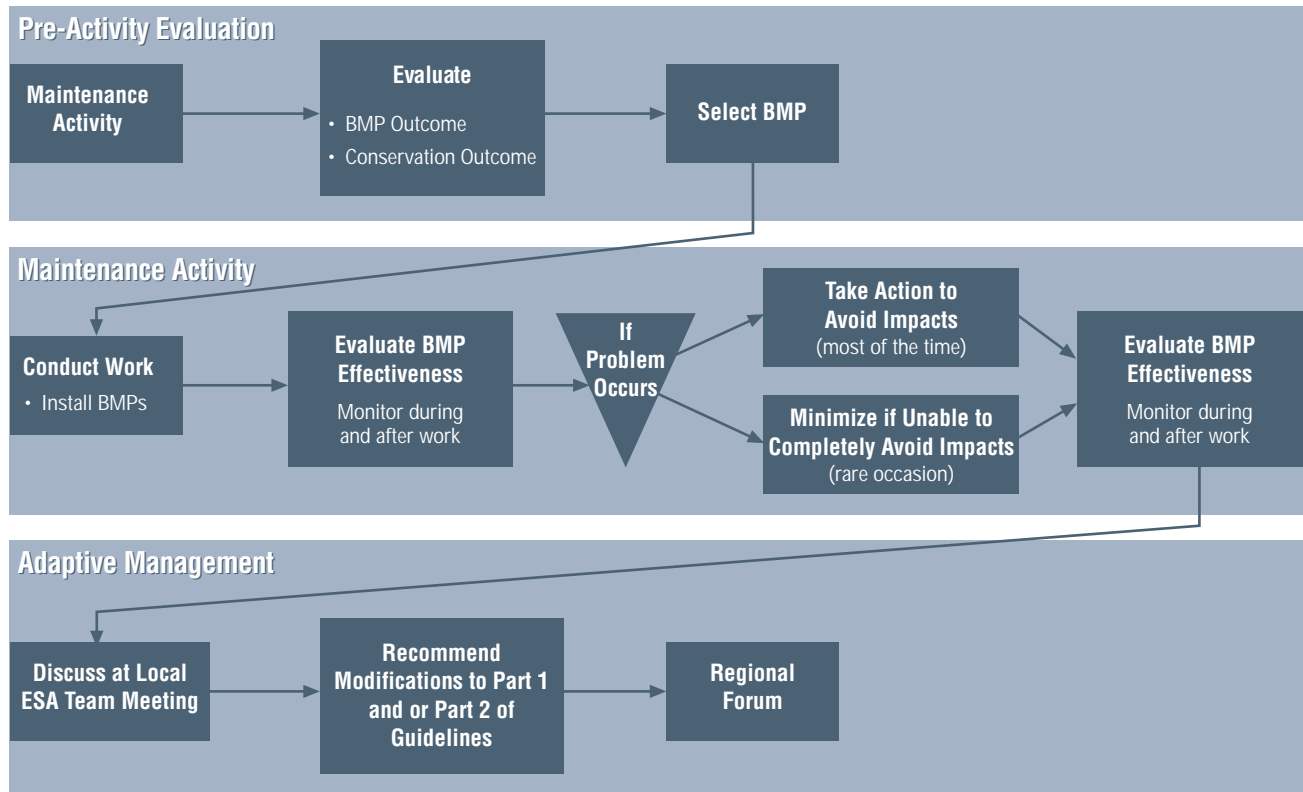 Pre-Activity Evaluation
Maintenance
Activity
Evaluate
• BMP Outcome
• Conservation Outcome
Select BMP
Maintenance Activity
Conduct Work
• Install BMPs
Evaluate BMP
Effectiveness
Monitor during
and after work
If
Problem
Occurs
Take Action to
Avoid Impacts
(most of the time)
Minimize if Unable to
Completely Avoid Impacts
(rare occasion)
Evaluate BMP
Effectiveness
Monitor during
and after work
Adaptive Management
Discuss at Local
ESA Team Meeting
Recommend
Modifications to Part 1
and or Part 2 of
Guidelines
Regional
Forum